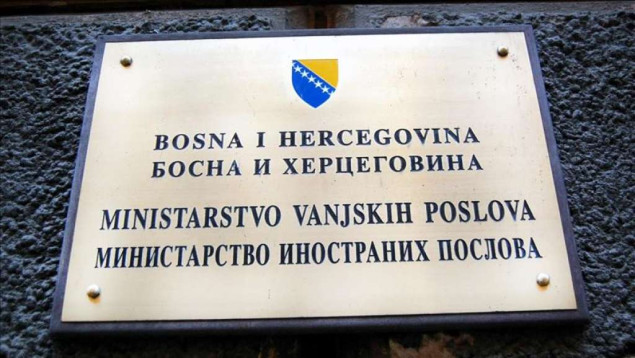 BOSNA I HERCEGOVINA
БОСНА И ХЕРЦЕГОВИНА
MINISTARSTVO VANJSKIH POSLOVA
МИНИСТАРСТВО ИНОСТРАНИХ ПОСЛОВА